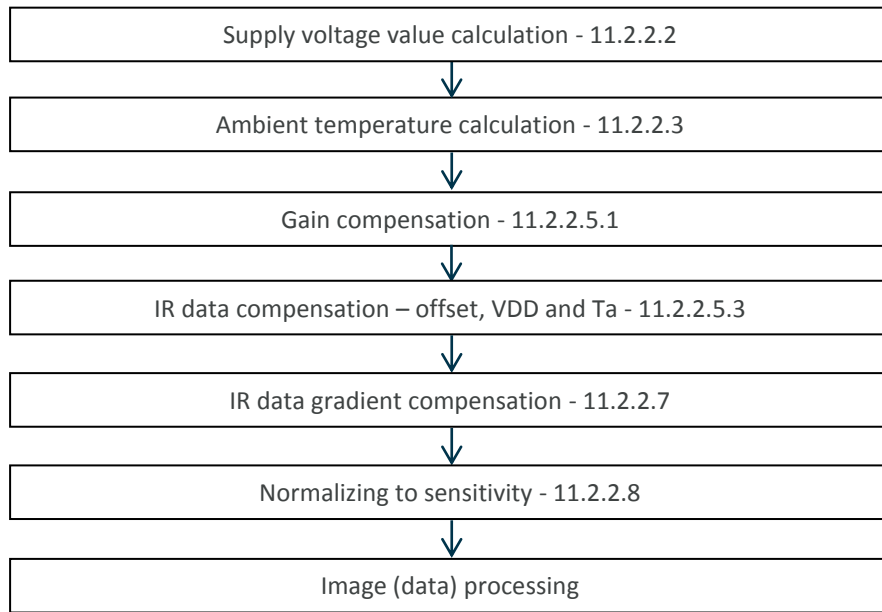 Supply voltage value calculation - 11.2.2.2
Ambient temperature calculation - 11.2.2.3
Gain compensation - 11.2.2.5.1
IR data compensation – offset, VDD and Ta - 11.2.2.5.3
IR data gradient compensation - 11.2.2.7
Normalizing to sensitivity - 11.2.2.8
Image (data) processing